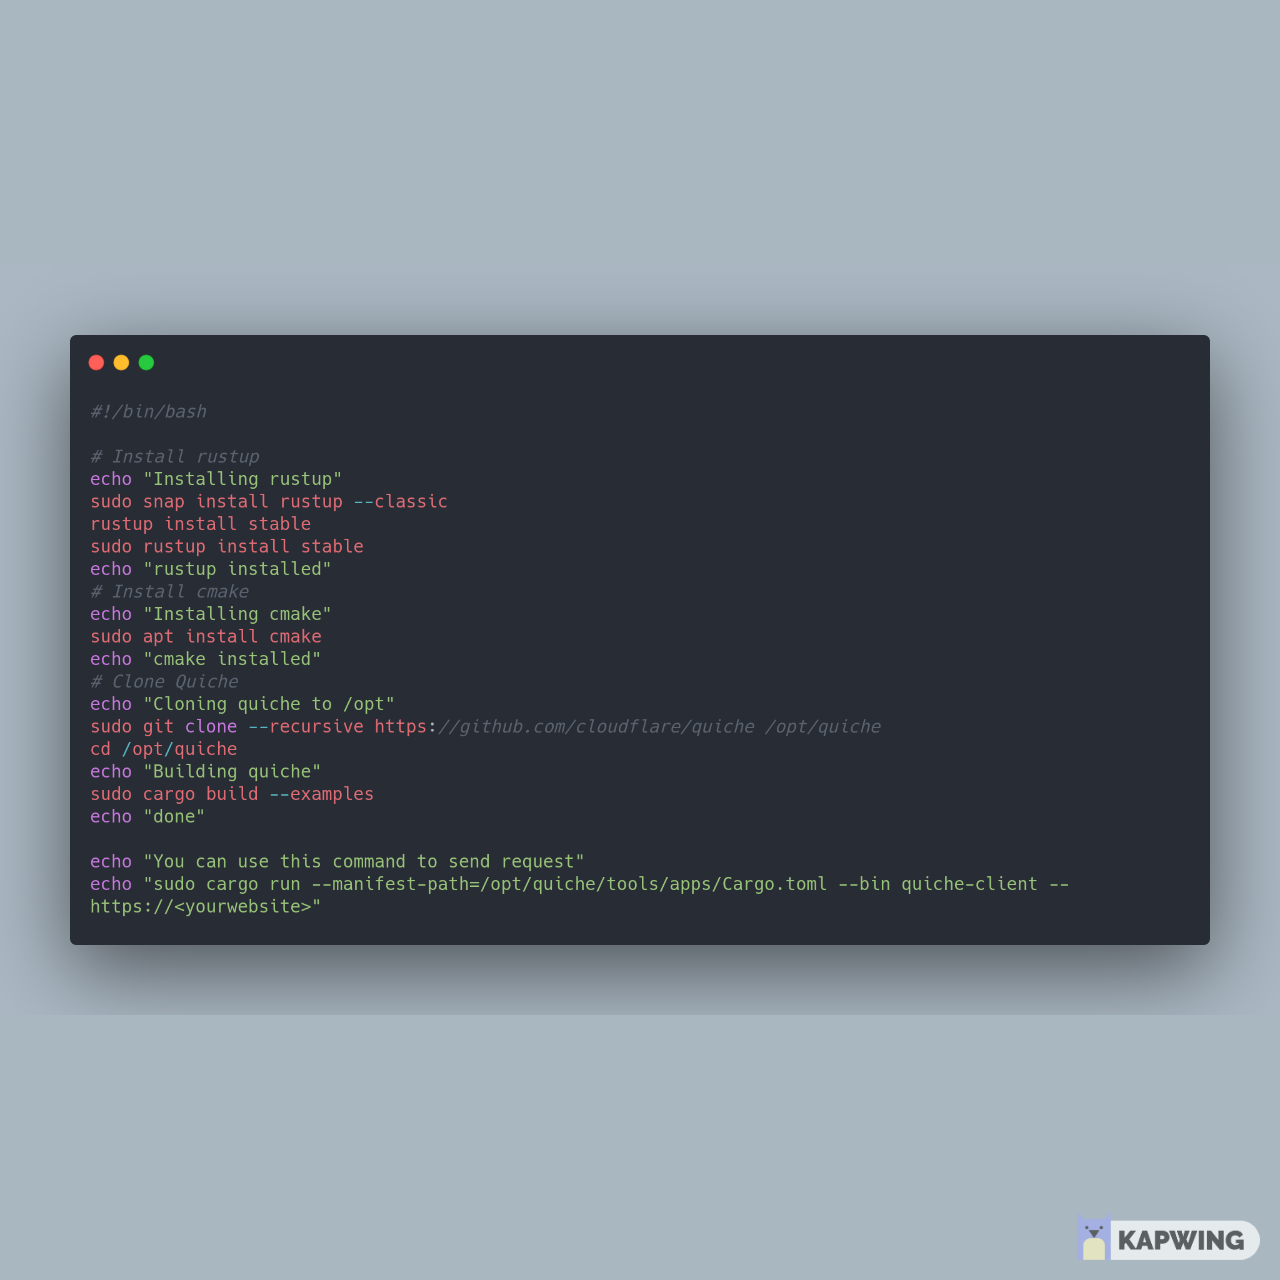 #!/bin/bash
# Install rustup
echo "Installing rustup"
sudo snap install rustup --classic
rustup install stable
sudo rustup install stable
echo "rustup installed"
# Install cmake
echo "Installing cmake"
sudo apt install cmake
echo "cmake installed"
# Clone Quiche
echo "Cloning quiche to /opt"
sudo git clone --recursive https://github.com/cloudflare/quiche /opt/quiche
cd /opt/quiche
echo "Building quiche"
sudo cargo build --examples
echo "done"
echo "You can use this command to send request"
echo "sudo cargo run --manifest-path=/opt/quiche/tools/apps/Cargo.toml --bin quiche-client --
https://<yourwebsite>"
KAPWING